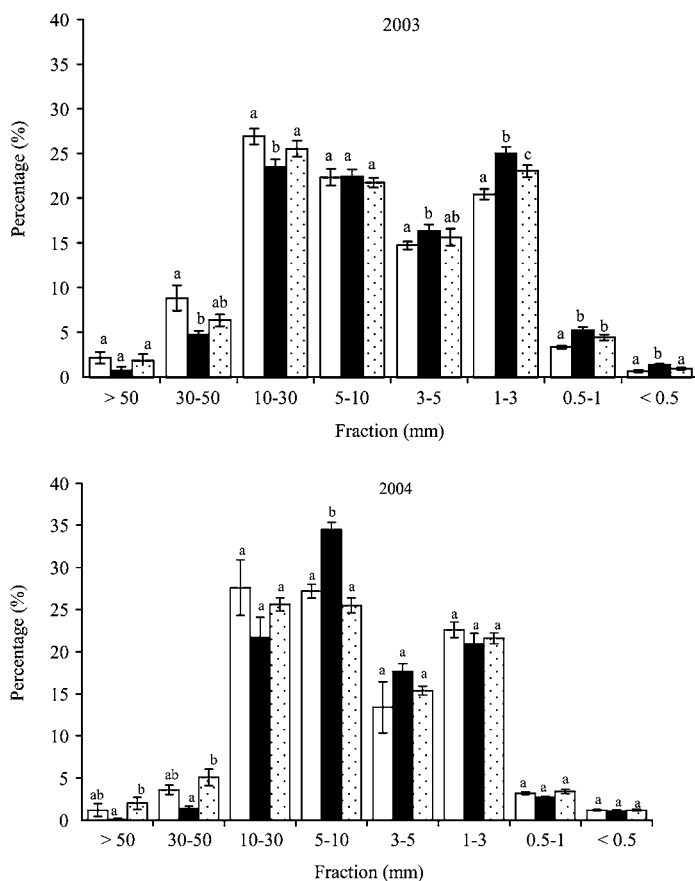 2003
40
35
30
25
20
15
10
5
0
Percentage (%)
a a a
a b ab
a b a
a a a
a b ab
a b c
a b b
a b a
> 50 30-50 10-30 5-10 3-5 1-3 0.5-1 < 0.5
Fraction (mm)
2004
40
35
30
25
20
15
10
5
0
Percentage (%)
ab a b
ab a b
a a a
a b a
a a a
a a a
a a a
a a a
> 50 30-50 10-30 5-10 3-5 1-3 0.5-1 < 0.5
Fraction (mm)